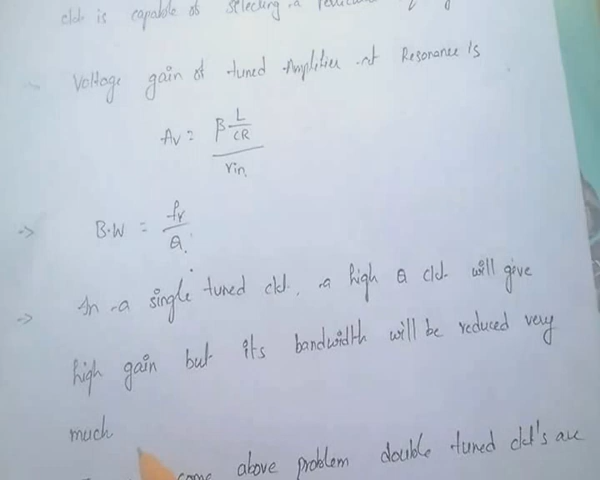 ckt is capable of selecting a
Voltage gain of tuned Amplifier at Resonance is
Av = β L/CR
rin
B.W = fr/Q.
In a single tuned ckt, a high Q ckt will give
high gain but its bandwidth will be reduced very
much
come above problem double tuned ckt's are